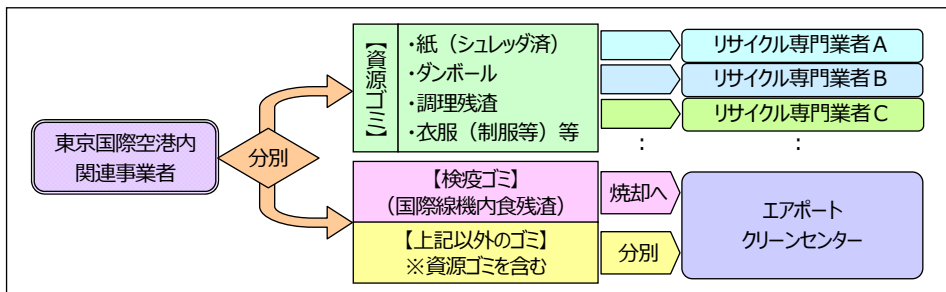 東京国際空港内
関連事業者
分別
【資源ゴミ】
・紙（シュレッダ済）
・ダンボール
・調理残渣
・衣服（制服等）等
リサイクル専門業者A
リサイクル専門業者B
リサイクル専門業者C
：
：
【検疫ゴミ】
（国際線機内食残渣）
焼却へ
【上記以外のゴミ】
※資源ゴミを含む
分別
エアポート
クリーンセンター